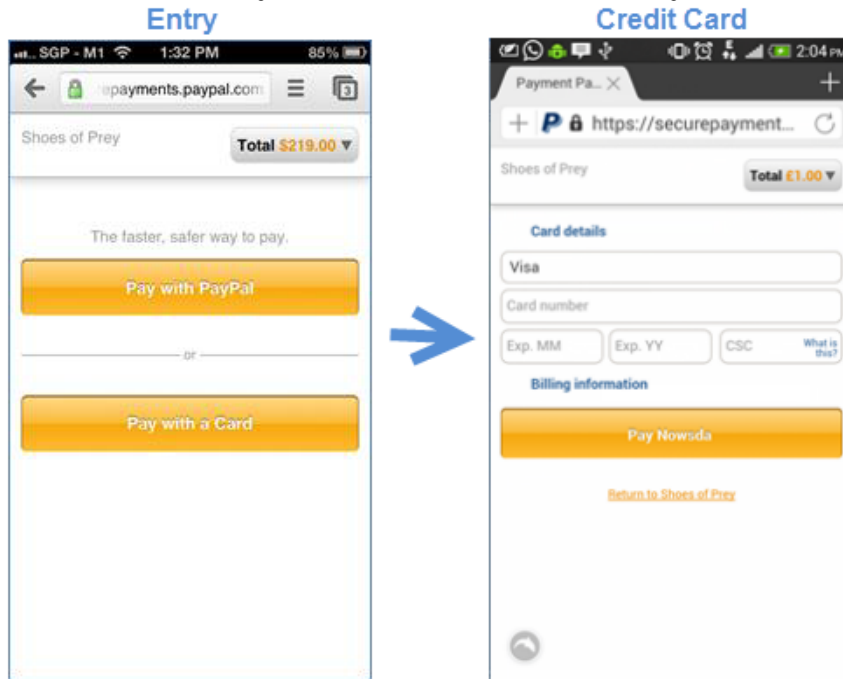 Entry
SGP - M1 1:32 PM 85%
epayments.paypal.com 3
Shoes of Prey
Total $219.00 ▼
The faster, safer way to pay.
Pay with PayPal
or
Pay with a Card
Credit Card
2:04 PM
Payment Pa...
https://securepayment...
Shoes of Prey
Total £1.00 ▼
Card details
Visa
Card number
Exp. MM Exp. YY CSC What is
this?
Billing information
Pay Nowsda
Return to Shoes of Prey